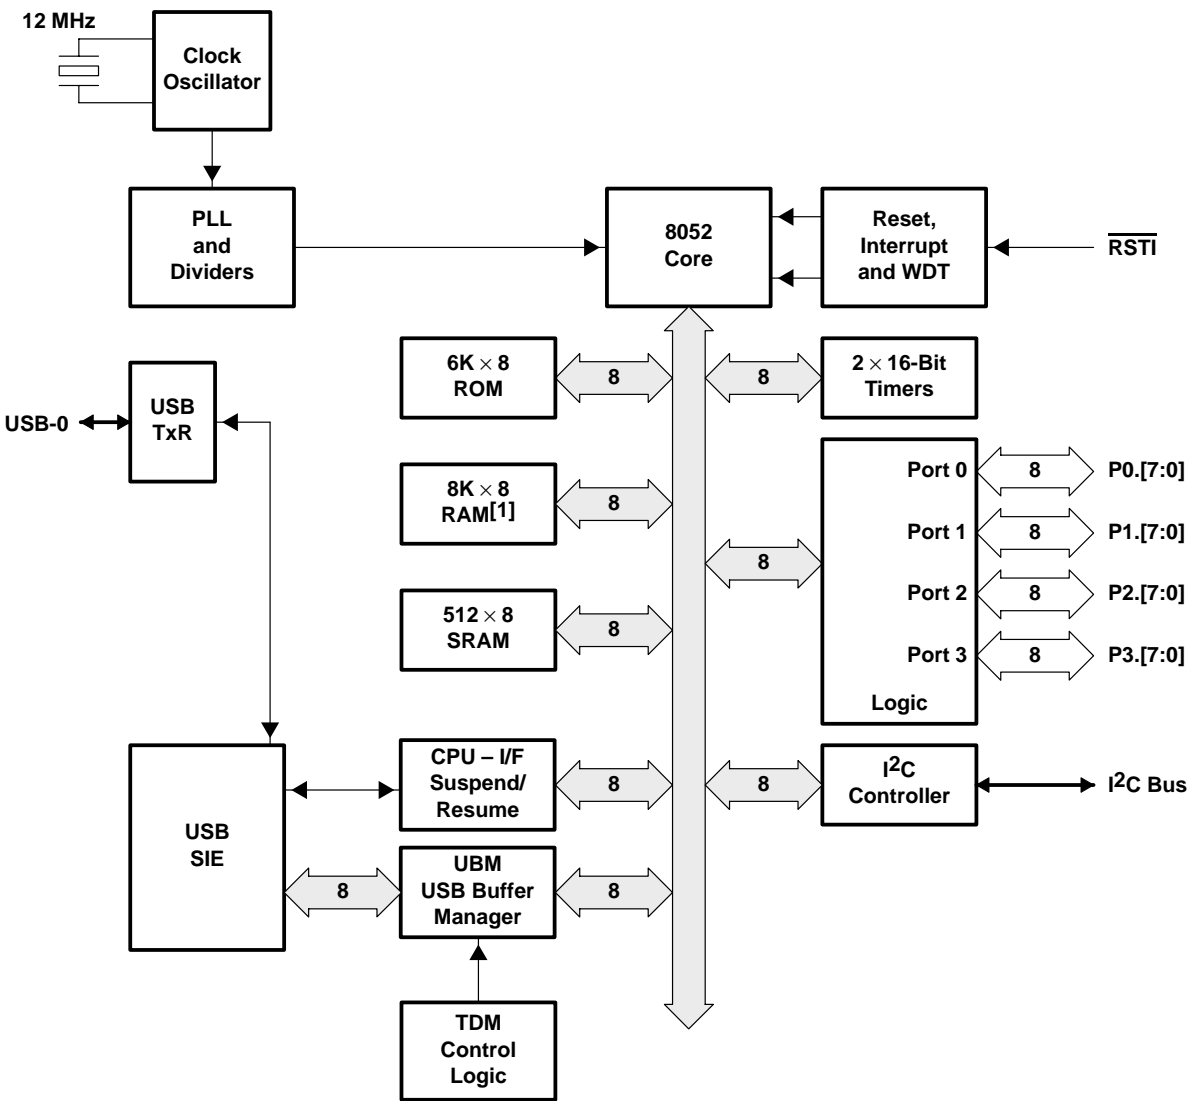 12 MHz
Clock
Oscillator
PLL
and
Dividers
8052
Core
Reset,
Interrupt
and WDT
RSTI
6K × 8
ROM
8
8
2 × 16-Bit
Timers
USB-0
USB
TxR
8K × 8
RAM[1]
8
8
Port 0
8
P0.[7:0]
Port 1
8
P1.[7:0]
Port 2
8
P2.[7:0]
Port 3
8
P3.[7:0]
Logic
512 × 8
SRAM
8
USB
SIE
CPU – I/F
Suspend/
Resume
8
8
I2C
Controller
I2C Bus
8
UBM
USB Buffer
Manager
8
TDM
Control
Logic